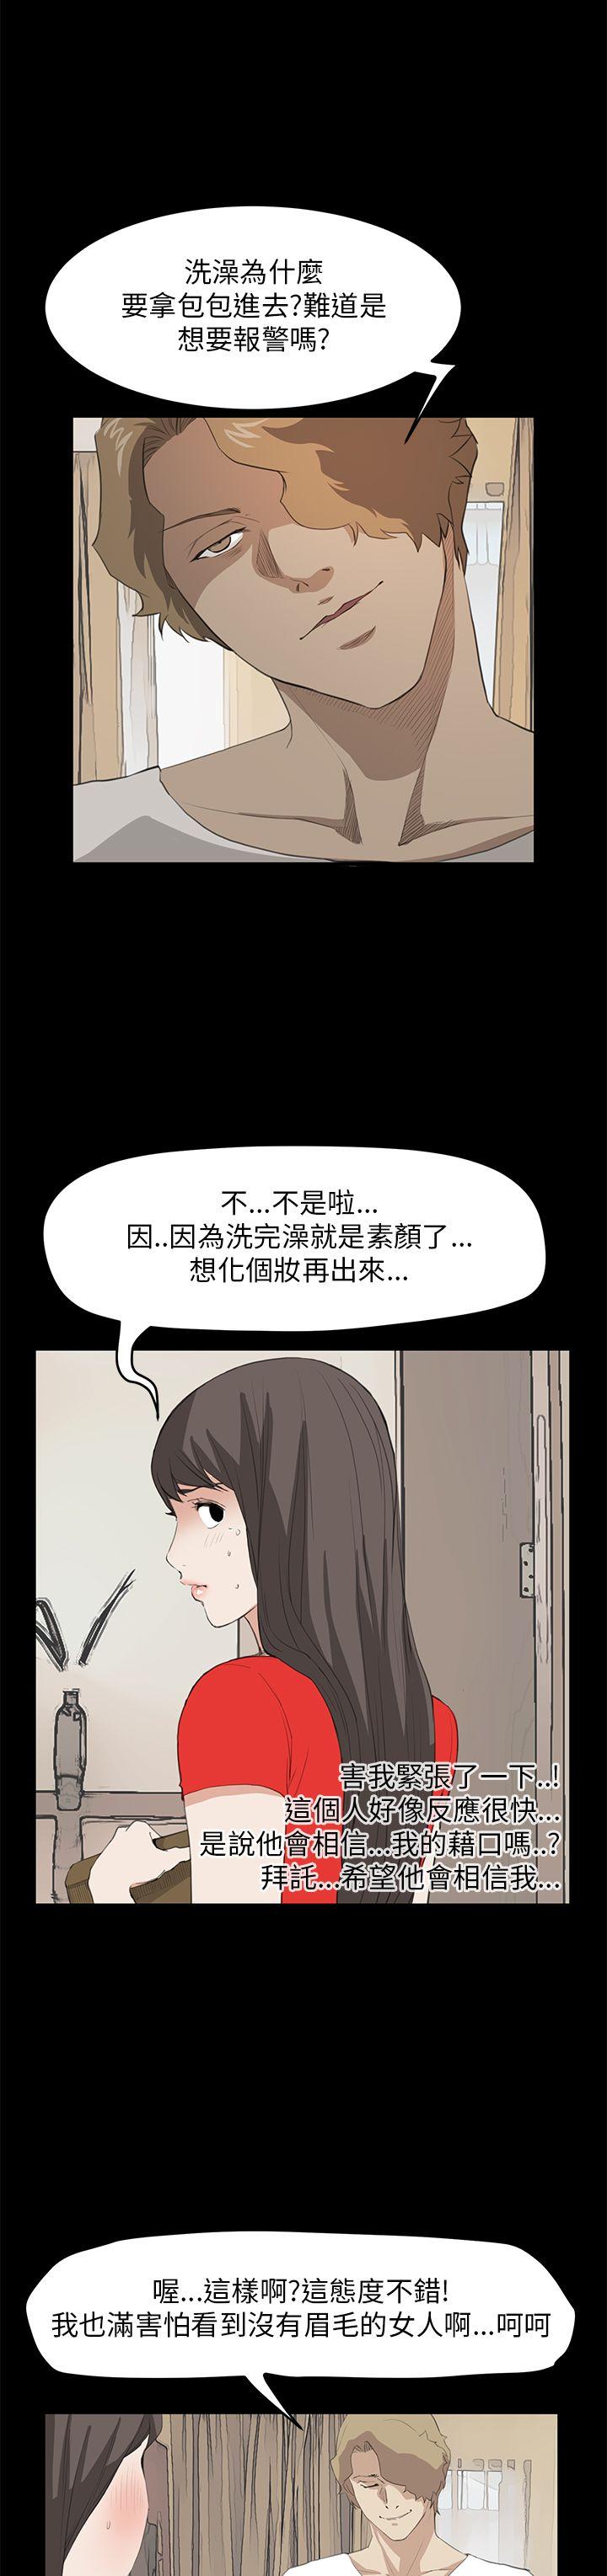 洗澡為什麼
要拿包包進去?難道是
想要報警嗎?
不...不是啦...
因..因為洗完澡就是素顏了...
想化個妝再出來...
害我緊張了一下..!
這個人好像反應很快...
是說他會相信...我的藉口嗎..?
拜託...希望他會相信我...
喔...這樣啊?這態度不錯!
我也滿害怕看到沒有眉毛的女人啊...呵呵